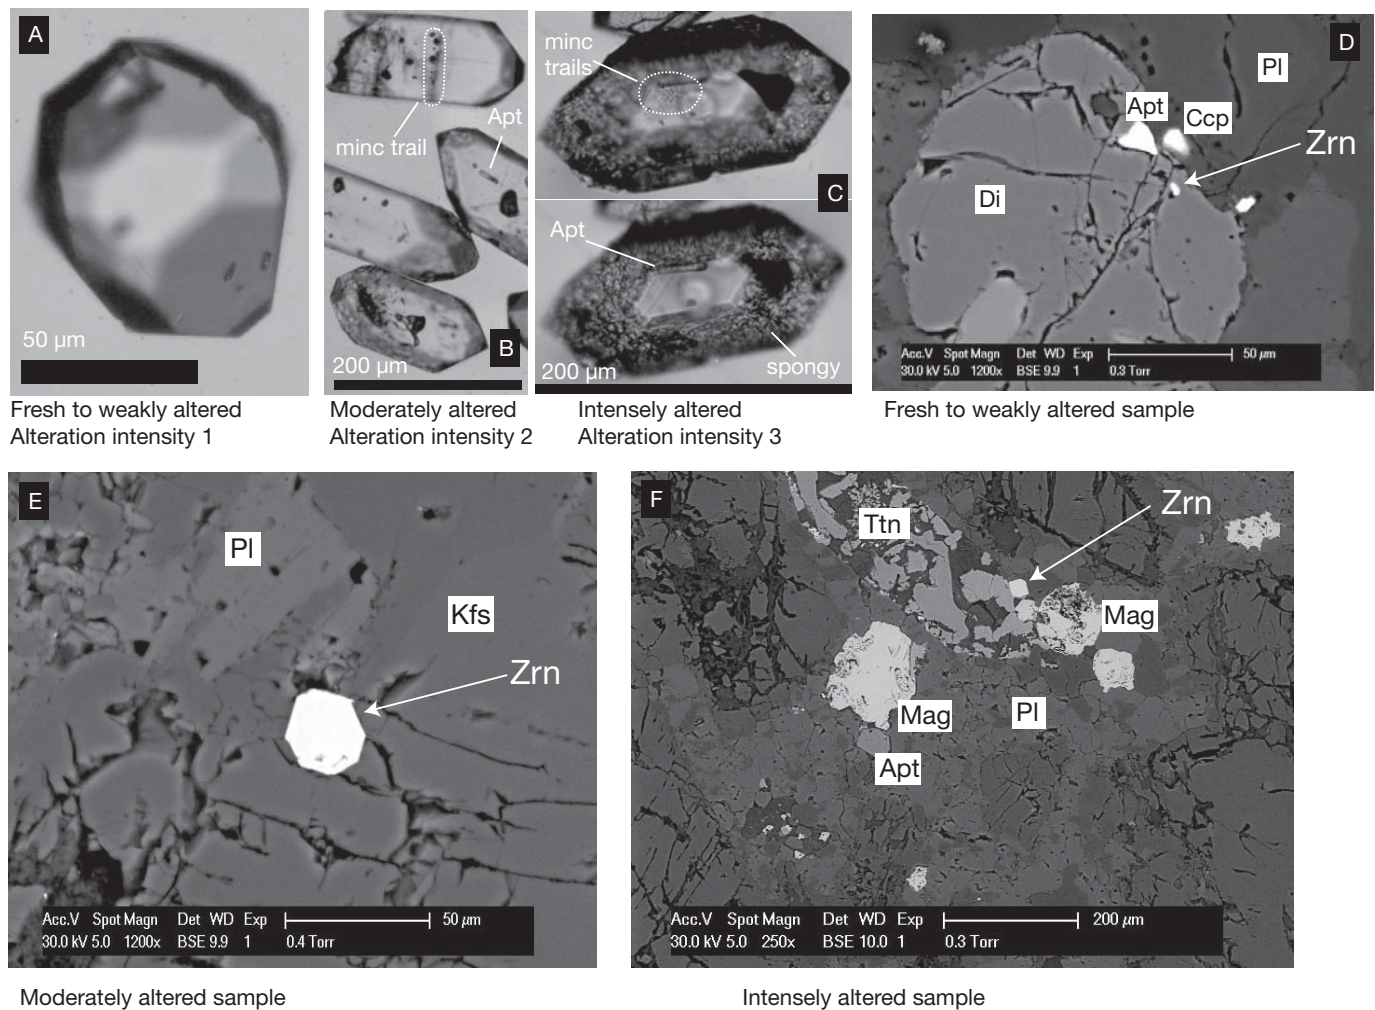 A
50 µm
Fresh to weakly altered
Alteration intensity 1
minc trail
Apt
B
200 µm
Moderately altered
Alteration intensity 2
minc
trails
C
Apt
spongy
200 µm
Intensely altered
Alteration intensity 3
D
Pl
Apt
Ccp
Zrn
Di
Acc.V Spot Magn Det WD Exp 50 µm
30.0 kV 5.0 1200x BSE 9.9 1 0.3 Torr
Fresh to weakly altered sample
E
Pl
Kfs
Zrn
Acc.V Spot Magn Det WD Exp 50 µm
30.0 kV 5.0 1200x BSE 9.9 1 0.4 Torr
Moderately altered sample
F
Zrn
Ttn
Mag
Mag
Pl
Apt
Acc.V Spot Magn Det WD Exp 200 µm
30.0 kV 5.0 250x BSE 10.0 1 0.3 Torr
Intensely altered sample